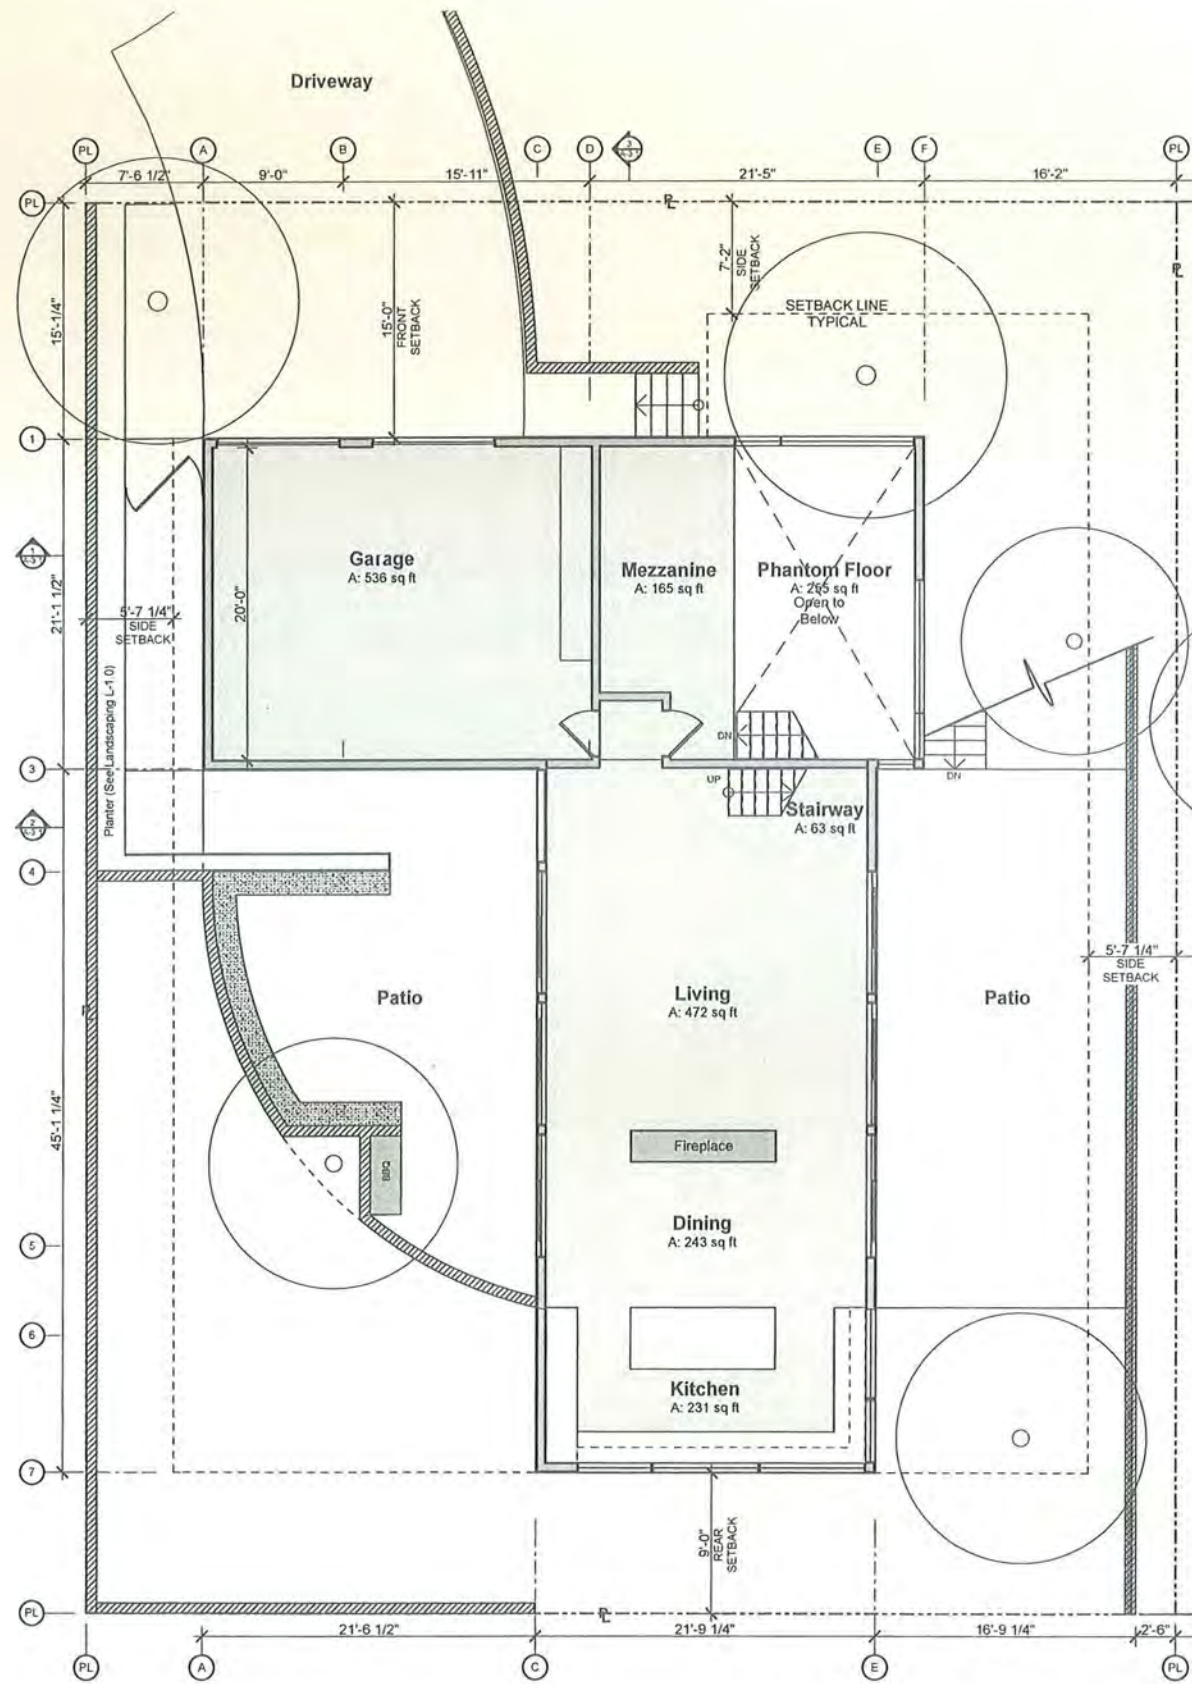 Driveway
PL
A
B
C
D
3
E
F
PL
7'-6 1/2"
9'-0"
15'-11"
21'-5"
16'-2"
PL
15'-1/4"
15'-0"
FRONT
SETBACK
7'-2"
SIDE
SETBACK
SETBACK LINE
TYPICAL
1
Garage
A: 536 sq ft
20'-0"
Mezzanine
A: 165 sq ft
Phantom Floor
A: 255 sq ft
Open to
Below
1
21'-1 1/2"
5'-7 1/4"
SIDE
SETBACK
Planter (See Landscaping L-1.0)
DN
UP
DN
3
Stairway
A: 63 sq ft
2
4
Patio
Living
A: 472 sq ft
Patio
5'-7 1/4"
SIDE
SETBACK
45'-1 1/4"
Fireplace
BBQ
Dining
A: 243 sq ft
5
6
Kitchen
A: 231 sq ft
7
9'-0"
REAR
SETBACK
PL
21'-6 1/2"
21'-9 1/4"
16'-9 1/4"
2'-6"
PL
A
C
E
PL